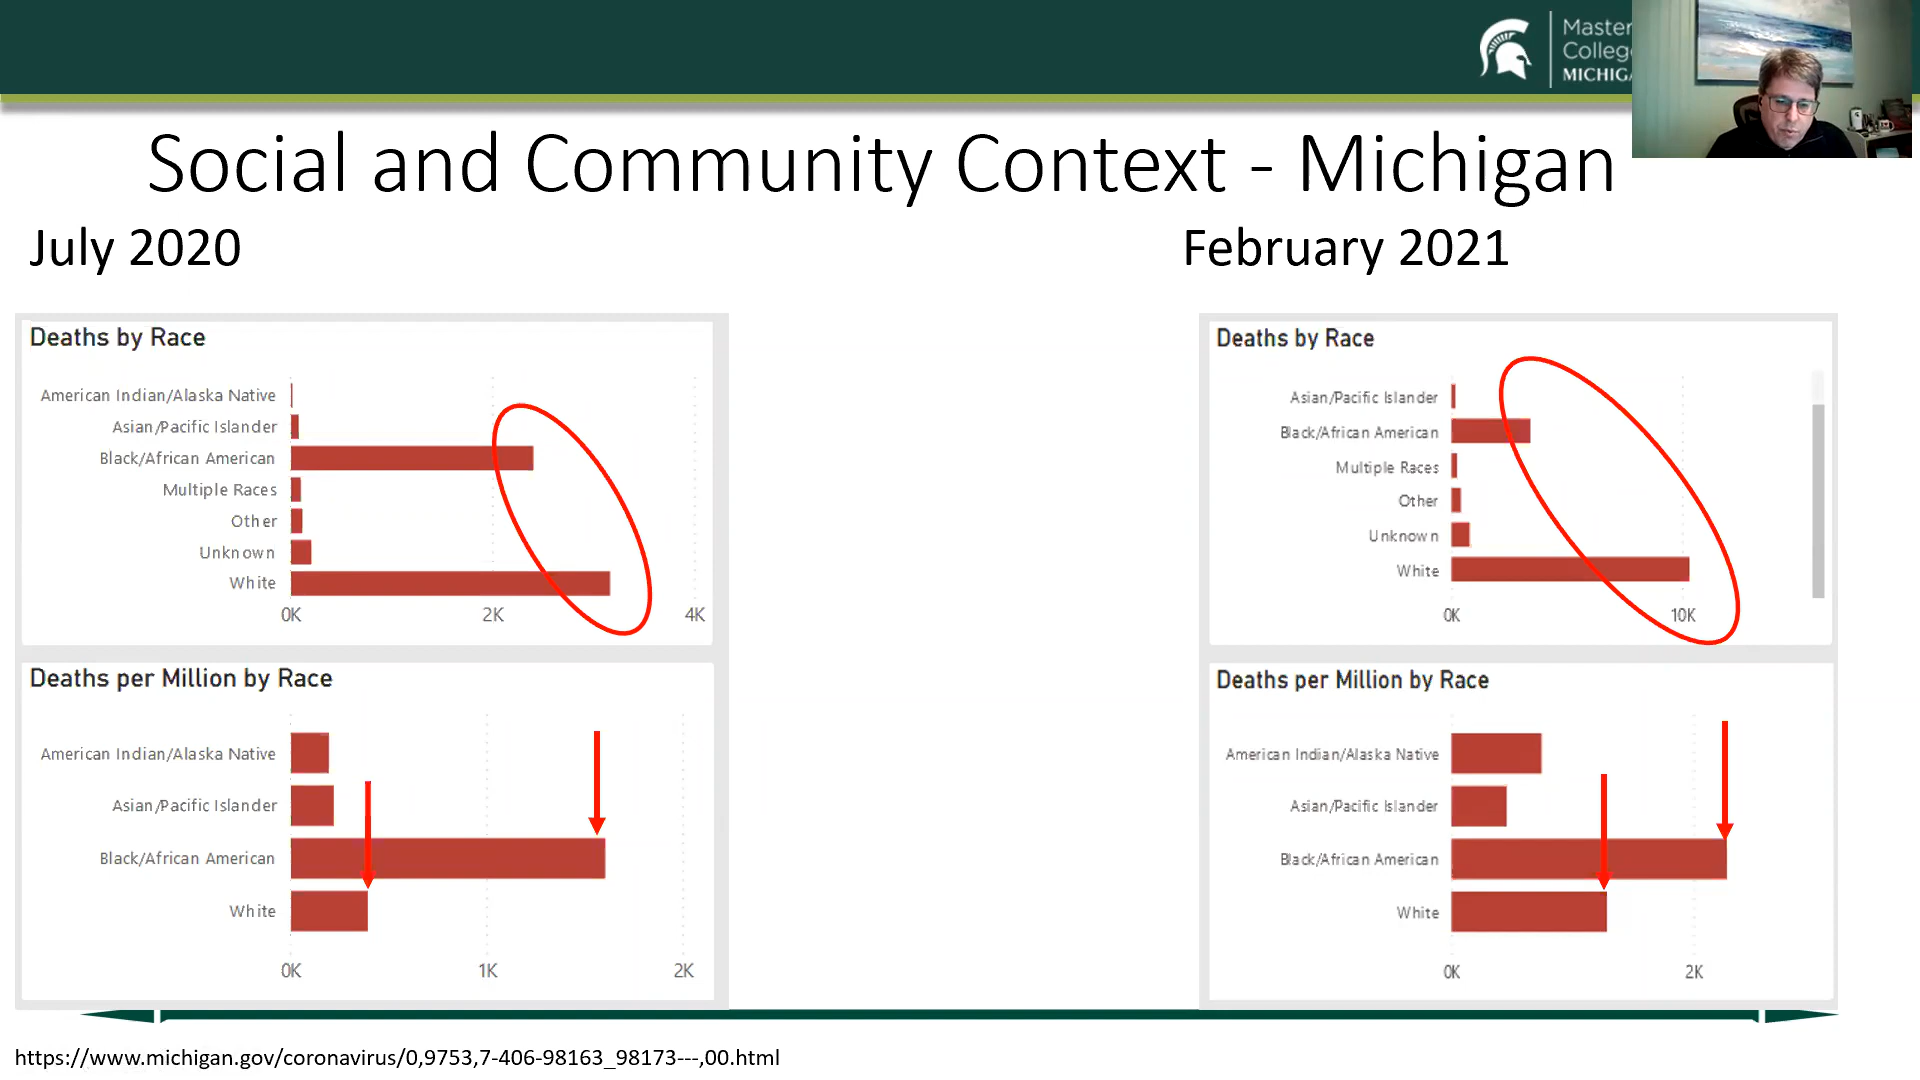 Master
Colleg
MICHIG
Social and Community Context - Michigan
July 2020
February 2021
Deaths by Race
American Indian/Alaska Native
Asian/Pacific Islander
Black/African American
Multiple Races
Other
Unknown
White
0K 2K 4K
Deaths per Million by Race
American Indian/Alaska Native
Asian/Pacific Islander
Black/African American
White
0K 1K 2K
Deaths by Race
Asian/Pacific Islander
Black/African American
Multiple Races
Other
Unknown
White
0K 10K
Deaths per Million by Race
American Indian/Alaska Native
Asian/Pacific Islander
Black/African American
White
0K 2K
https://www.michigan.gov/coronavirus/0,9753,7-406-98163_98173---,00.html